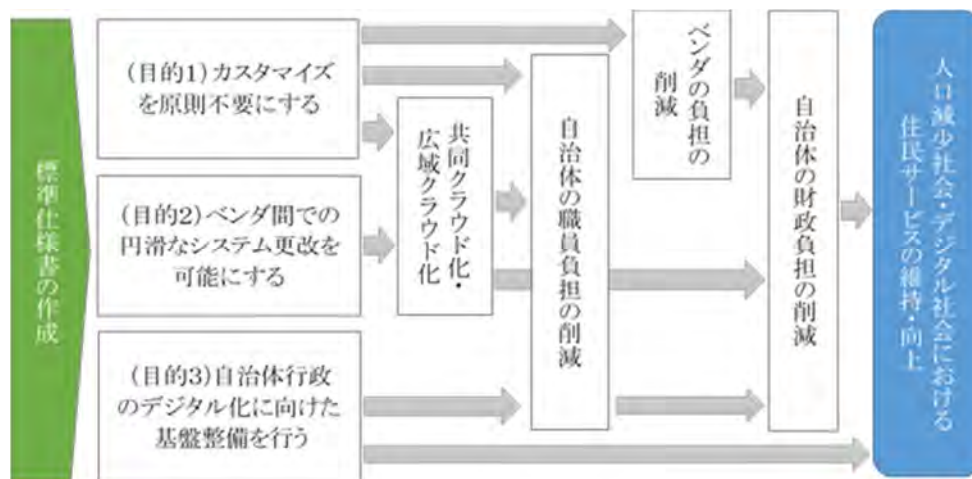 標準仕様書の作成
(目的1)カスタマイズ
を原則不要にする
(目的2)ベンダ間での
円滑なシステム更改を
可能にする
(目的3)自治体行政
のデジタル化に向けた
基盤整備を行う
共同クラウド化・
広域クラウド化
自治体の職員負担の削減
ベンダの負担の
削減
自治体の財政負担の削減
人口減少社会・デジタル社会における
住民サービスの維持・向上